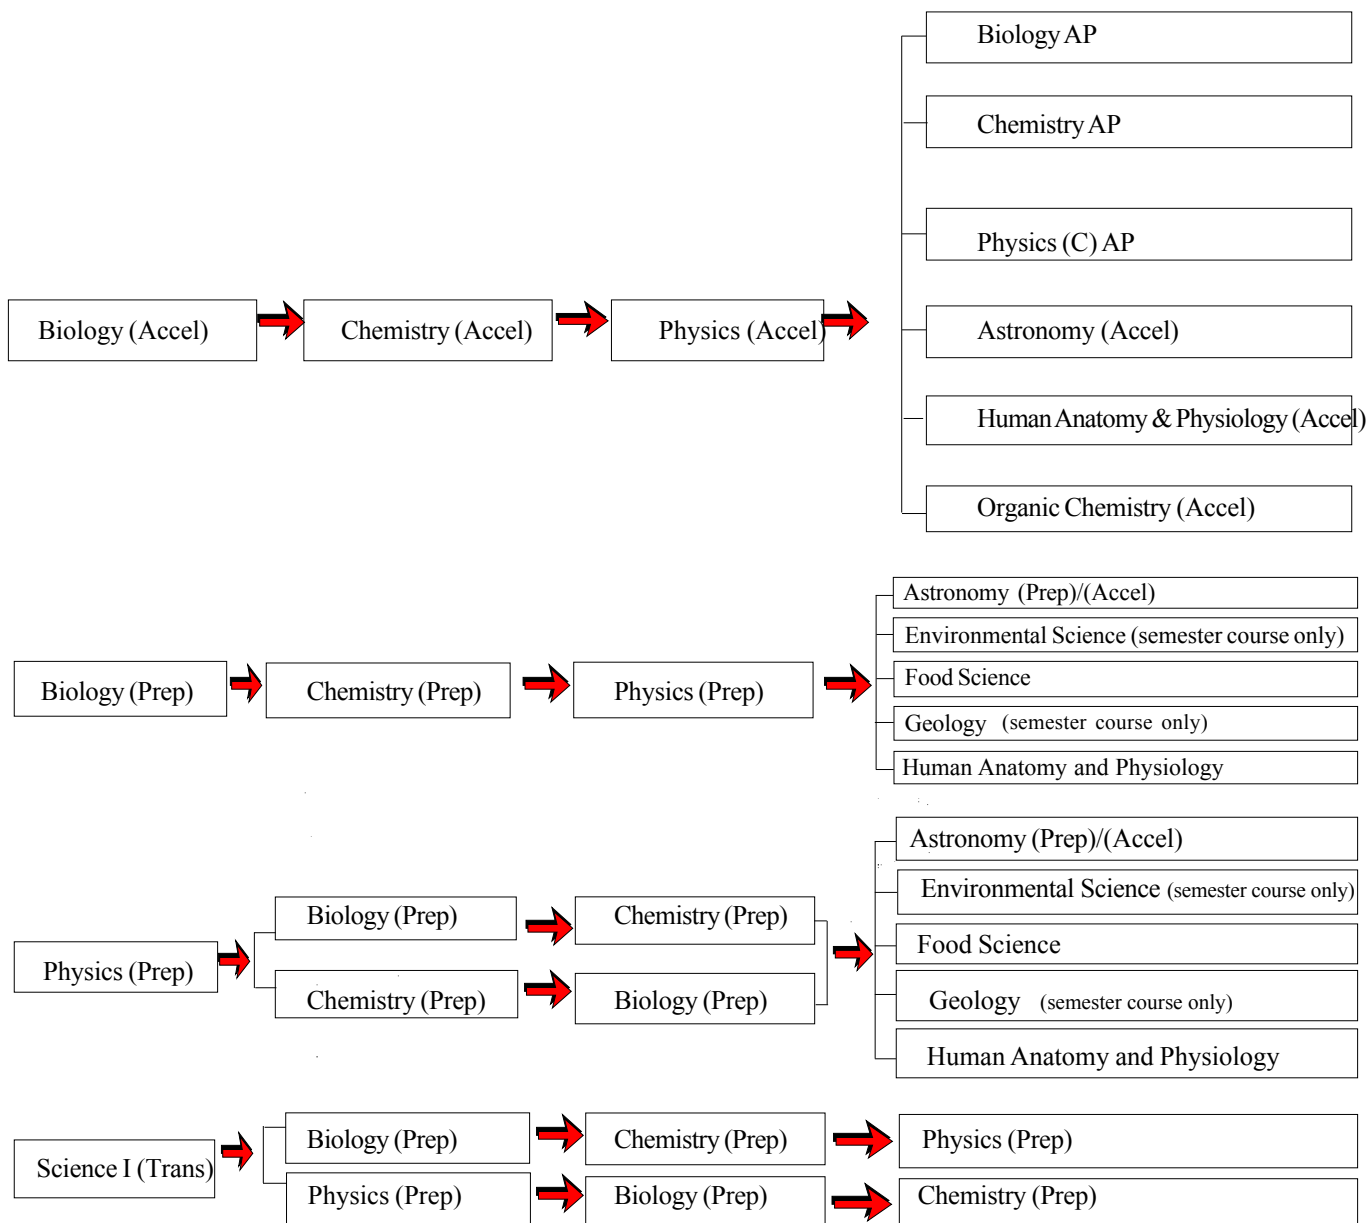 Biology AP
Chemistry AP
Physics (C) AP
Biology (Accel)
Chemistry (Accel)
Physics (Accel)
Astronomy (Accel)
Human Anatomy & Physiology (Accel)
Organic Chemistry (Accel)
Astronomy (Prep)/(Accel)
Environmental Science (semester course only)
Biology (Prep)
Chemistry (Prep)
Physics (Prep)
Food Science
Geology (semester course only)
Human Anatomy and Physiology
Astronomy (Prep)/(Accel)
Environmental Science (semester course only)
Biology (Prep)
Chemistry (Prep)
Food Science
Physics (Prep)
Chemistry (Prep)
Biology (Prep)
Geology (semester course only)
Human Anatomy and Physiology
Science I (Trans)
Biology (Prep)
Chemistry (Prep)
Physics (Prep)
Physics (Prep)
Biology (Prep)
Chemistry (Prep)